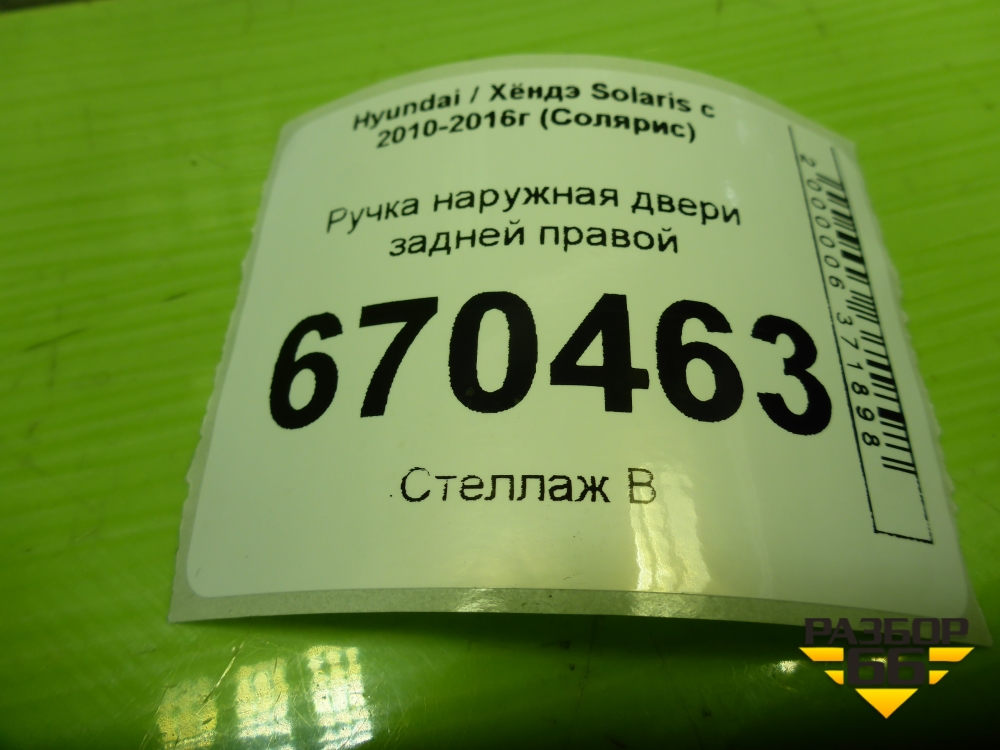 Hyundai / Хёндэ Solaris с
2010-2016г (Солярис)
Ручка наружная двери
задней правой
670463
Стеллаж В
2000006371898
РАЗБОР
66